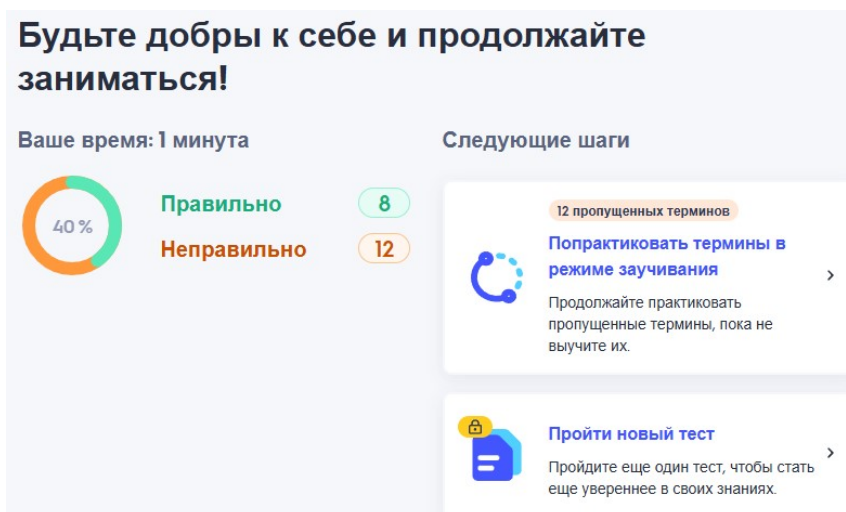 Будьте добры к себе и продолжайте
заниматься!
Ваше время: 1 минута
40 %
Правильно 8
Неправильно 12
Следующие шаги
12 пропущенных терминов
Попрактиковать термины в
режиме заучивания
Продолжайте практиковать
пропущенные термины, пока не
выучите их.
Пройти новый тест
Пройдите еще один тест, чтобы стать
еще увереннее в своих знаниях.